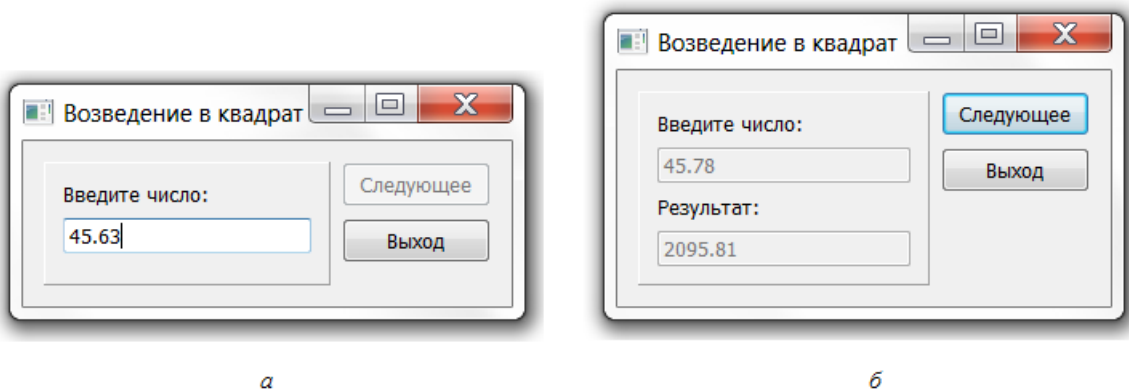 Возведение в квадрат
Введите число:
45.63
Следующее
Выход
а
Возведение в квадрат
Введите число:
45.78
Результат:
2095.81
Следующее
Выход
б